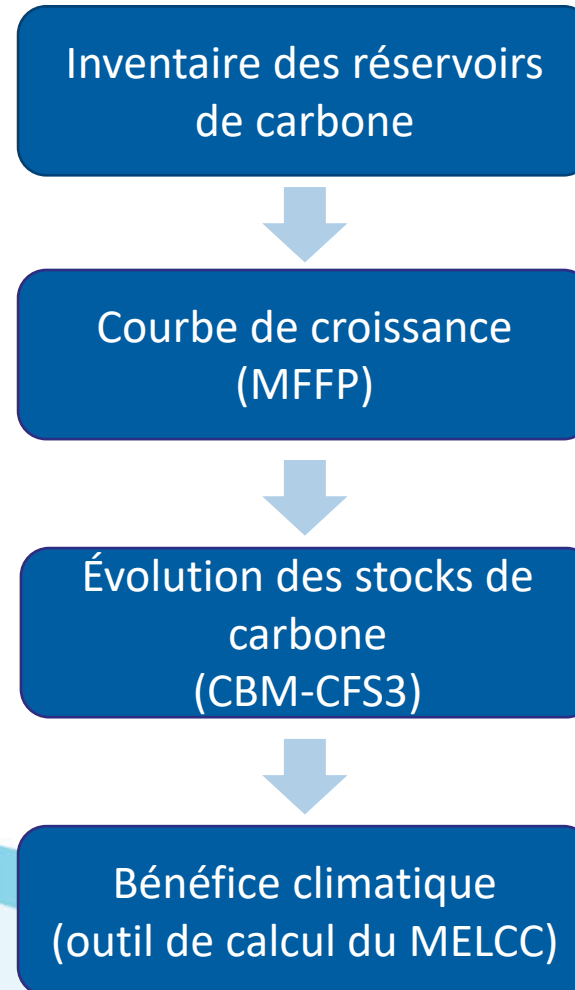 Inventaire des réservoirs
de carbone
Courbe de croissance
(MFFP)
Évolution des stocks de
carbone
(CBM-CFS3)
Bénéfice climatique
(outil de calcul du MELCC)